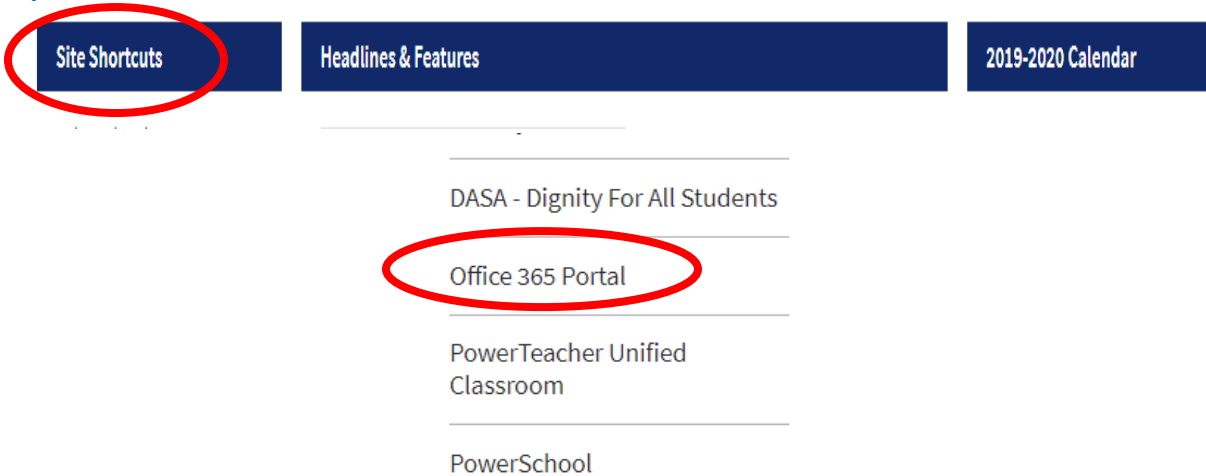 Site Shortcuts
Headlines & Features
2019-2020 Calendar
DASA - Dignity For All Students
Office 365 Portal
PowerTeacher Unified
Classroom
PowerSchool